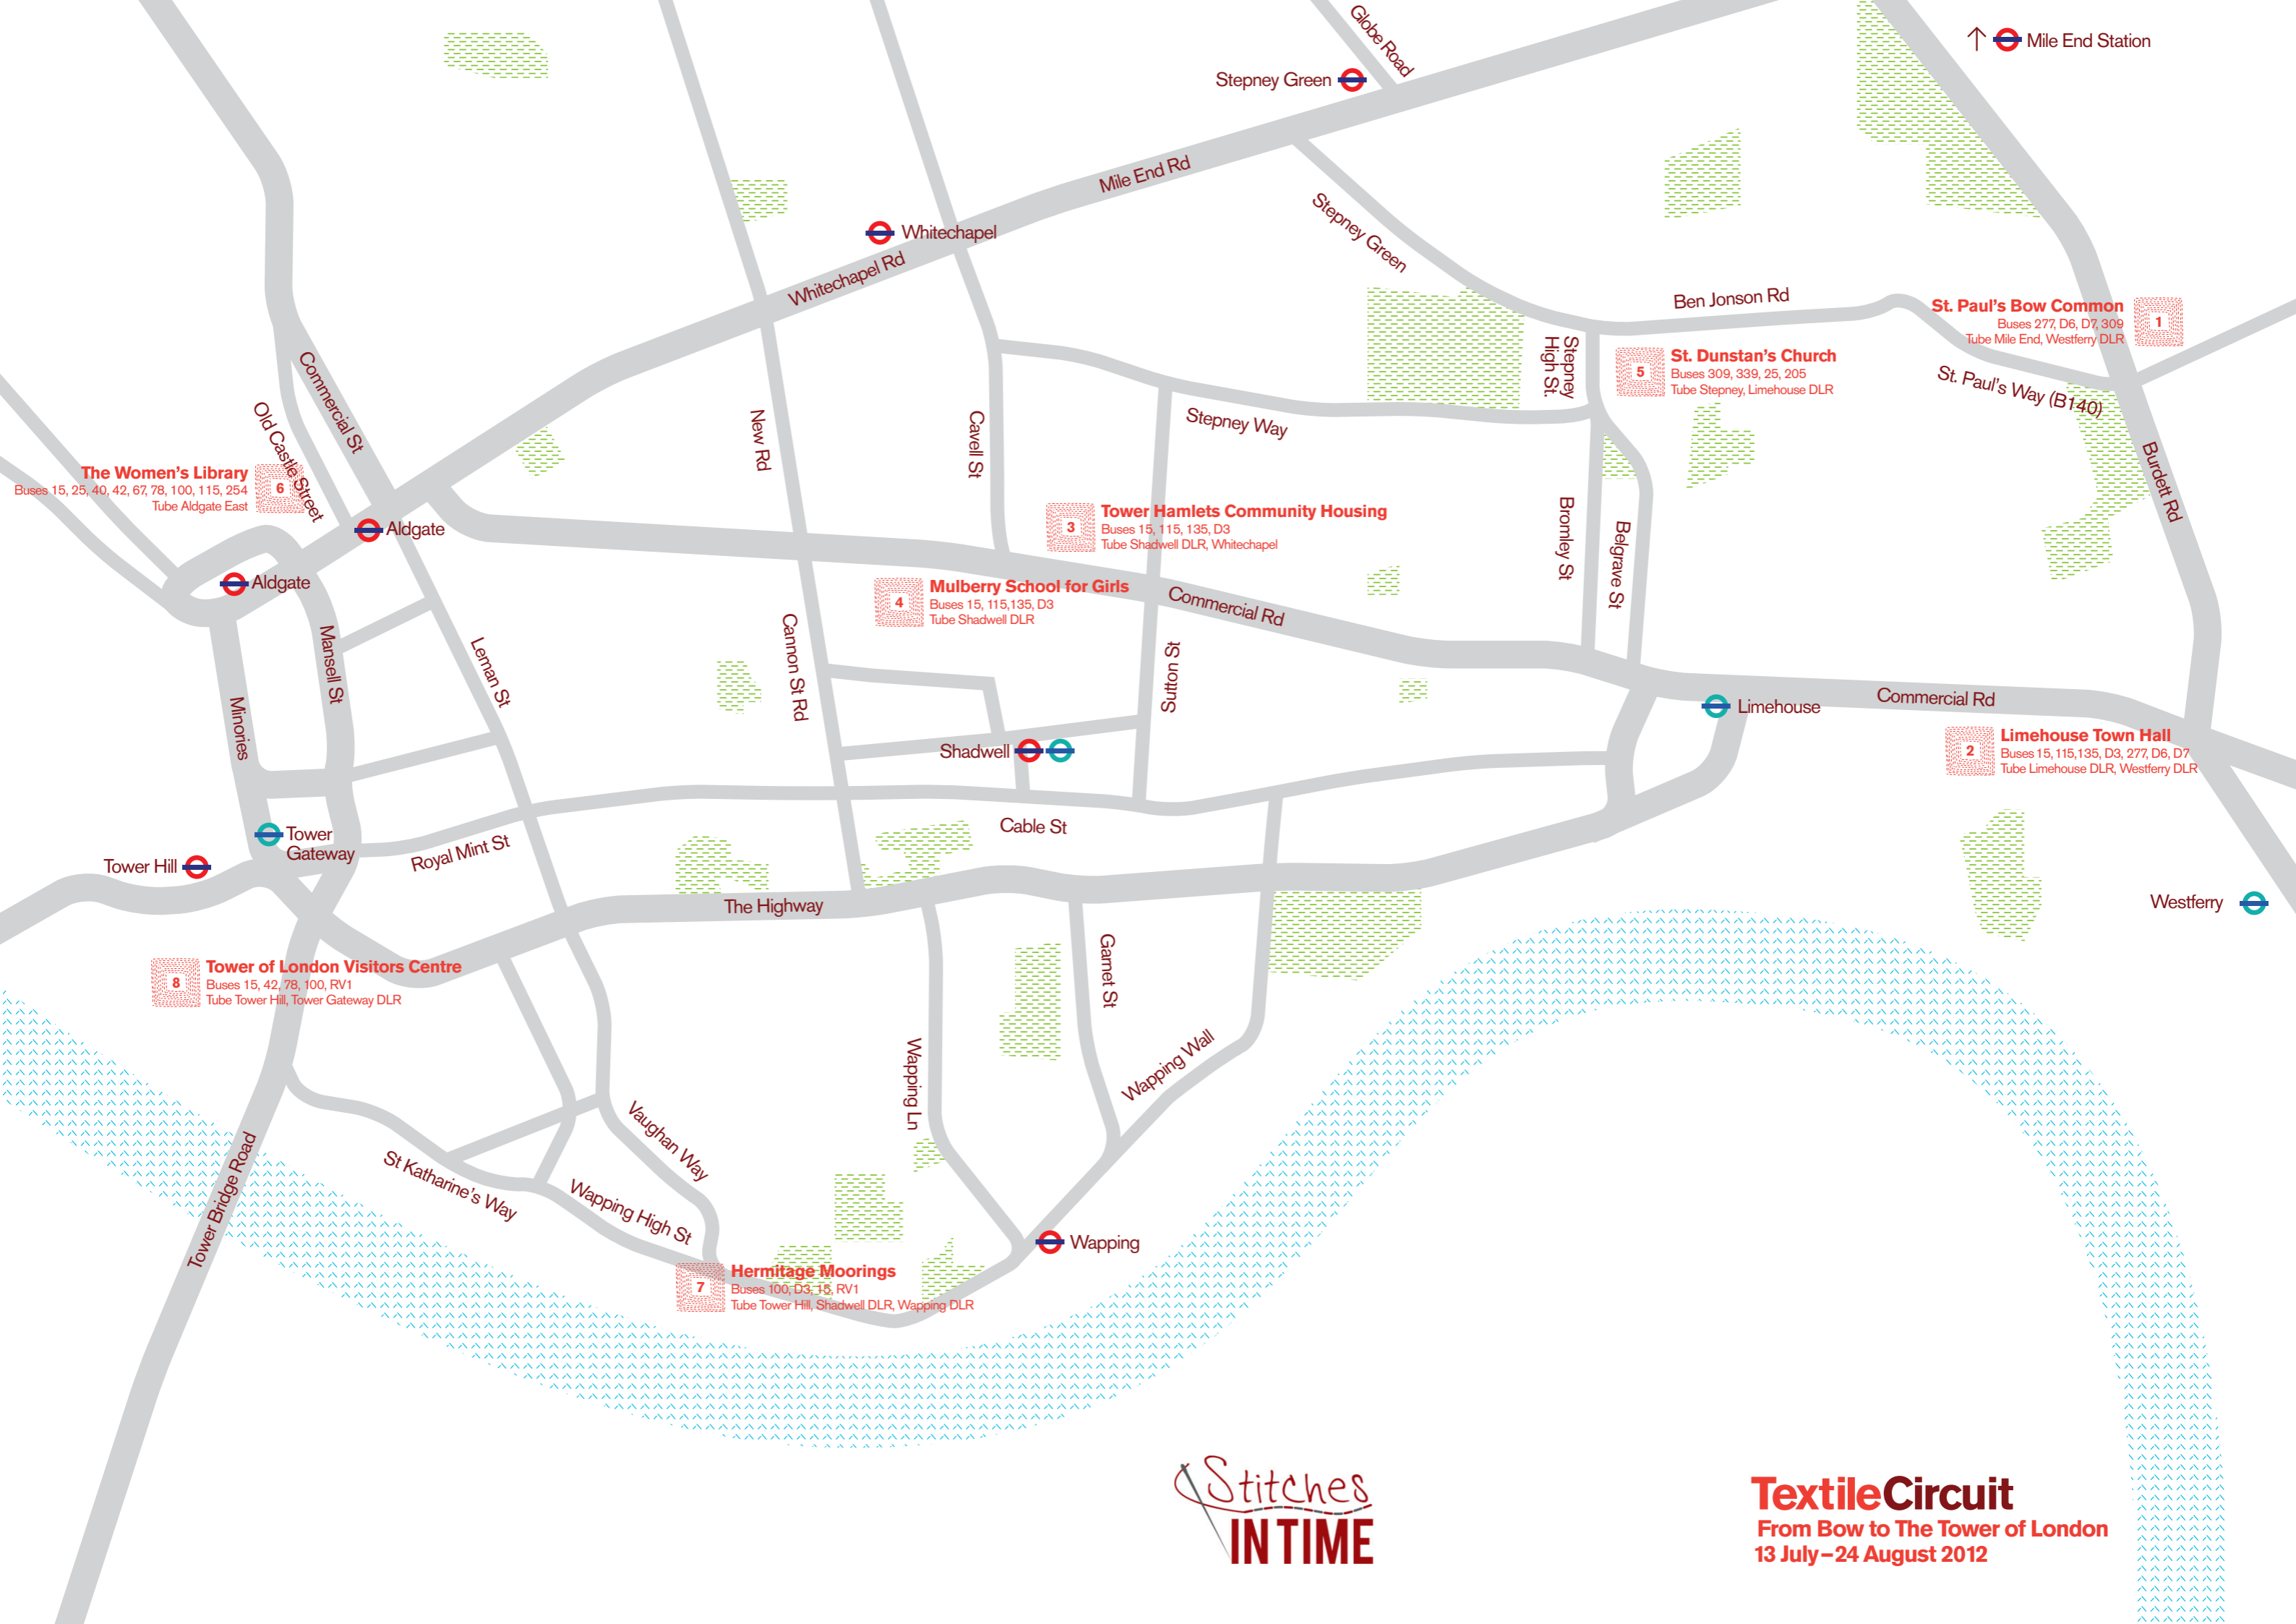 Globe Road
Mile End Station
Stepney Green
Mile End Rd
Stepney Green
Whitechapel
Whitechapel Rd
Ben Jonson Rd
St. Paul's Bow Common
Buses 277, D6, D7, 309
Tube Mile End, Westferry DLR
1
St. Paul's Way (B140)
Burdett Rd
Stepney
High St.
5
St. Dunstan's Church
Buses 309, 339, 25, 205
Tube Stepney, Limehouse DLR
Commercial St
Old Castle Street
The Women's Library
Buses 15, 25, 40, 42, 67, 78, 100, 115, 254
Tube Aldgate East
6
Aldgate
Aldgate
New Rd
Cavell St
Stepney Way
3
Tower Hamlets Community Housing
Buses 15, 115, 135, D3
Tube Shadwell DLR, Whitechapel
4
Mulberry School for Girls
Buses 15, 115,135, D3
Tube Shadwell DLR
Commercial Rd
Bromley St
Belgrave St
Mansell St
Minories
Leman St
Cannon St Rd
Sutton St
Shadwell
Limehouse
Commercial Rd
2
Limehouse Town Hall
Buses 15, 115,135, D3, 277, D6, D7
Tube Limehouse DLR, Westferry DLR
Tower
Gateway
Tower Hill
Royal Mint St
Cable St
The Highway
Westferry
8
Tower of London Visitors Centre
Buses 15, 42, 78, 100, RV1
Tube Tower Hill, Tower Gateway DLR
Garnet St
Wapping Ln
Wapping Wall
Vaughan Way
St Katharine's Way
Wapping High St
Tower Bridge Road
Wapping
7
Hermitage Moorings
Buses 100, D3, 15, RV1
Tube Tower Hill, Shadwell DLR, Wapping DLR
Stitches
IN TIME
TextileCircuit
From Bow to The Tower of London
13 July–24 August 2012